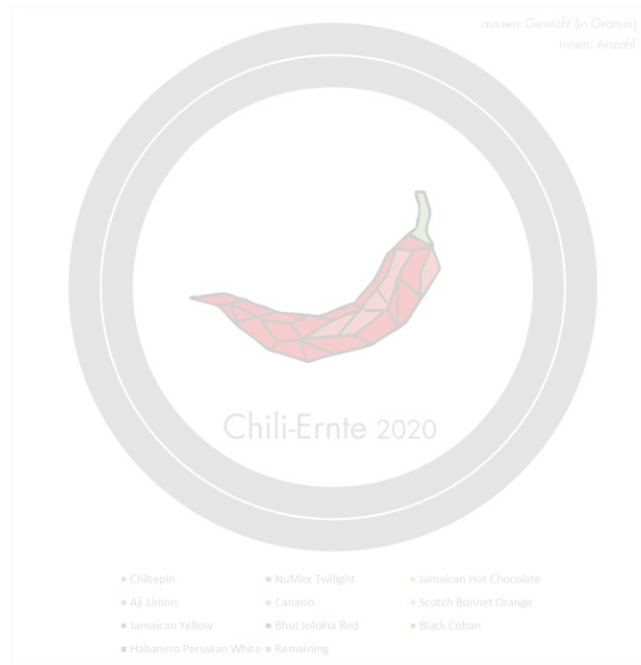 aussen: Gewicht (in Gramm)
innen: Anzahl
Chili-Ernte 2020
Chiltepin NuMex Twilight Jamaican Hot Chocolate
Aji Limon Canario Scotch Bonnet Orange
Jamaican Yellow Bhut Jolokia Red Black Coban
Habanero Peruvian White Remaining